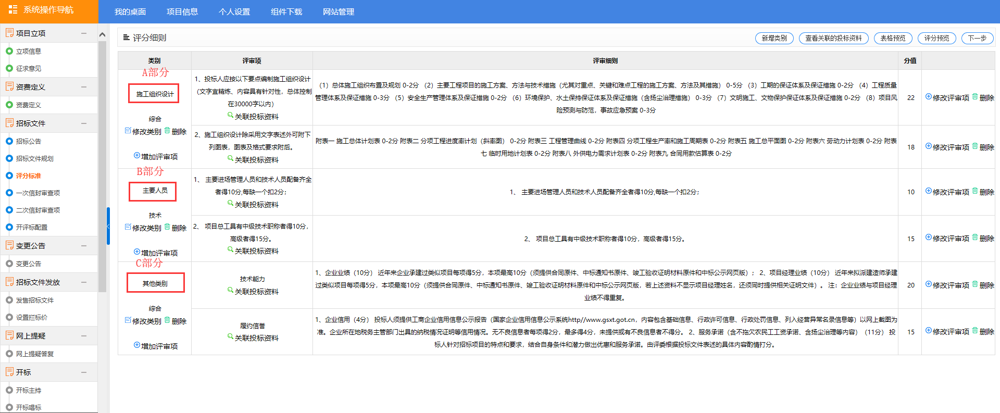 系统操作导航
我的桌面 项目信息 个人设置 组件下载 网站管理
项目立项
立项信息
征求意见
资费定义
资费定义
招标文件
招标公告
招标文件规划
评分标准
一次信封审查项
二次信封审查项
开评标配置
变更公告
变更公告
招标文件发放
发售招标文件
设置拦标价
网上提疑
网上提疑答复
开标
开标主持
开标唱标
评分细则
新增类别 查看关联的投标资料 表格预览 评分预览 下一步
类别 评审项 评审细则 分值
A部分
施工组织设计
综合
修改类别 删除
增加评审项
1、投标人应按以下要点编制施工组织设计
（文字宜精炼、内容具有针对性，总体控制
在30000字以内）
关联投标资料
（1）总体施工组织布置及规划 0-2分 （2）主要工程项目的施工方案、方法与技术措施（尤其对重点、关键和难点工程的施工方案、方法及其措施） 0-5分 （3）工期的保证体系及保证措施 0-2分 （4）工程质量
管理体系及保证措施 0-3分 （5）安全生产管理体系及保证措施 0-2分 （6）环境保护、水土保持保证体系及保证措施（含扬尘治理措施） 0-3分 （7）文明施工、文物保护保证体系及保证措施 0-2分 （8）项目风
险预测与防范，事故应急预案 0-3分
22
修改评审项 删除
2、施工组织设计除采用文字表述外可附下
列图表，图表及格式要求附后。
关联投标资料
附表一 施工总体计划表 0-2分 附表二 分项工程进度率计划（斜率图） 0-2分 附表三 工程管理曲线 0-2分 附表四 分项工程生产率和施工周期表 0-2分 附表五 施工总平面图 0-2分 附表六 劳动力计划表 0-2分 附表
七 临时用地计划表 0-2分 附表八 外供电力需求计划表 0-2分 附表九 合同用款估算表 0-2分
18
修改评审项 删除
B部分
主要人员
技术
修改类别 删除
增加评审项
1、 主要进场管理人员和技术人员配备齐全
者得10分,每缺一个扣2分；
关联投标资料
1、 主要进场管理人员和技术人员配备齐全者得10分,每缺一个扣2分；
10
修改评审项 删除
2、 项目总工具有中级技术职称者得10分，
高级者得15分。
关联投标资料
2、 项目总工具有中级技术职称者得10分，高级者得15分。
15
修改评审项 删除
C部分
其他类别
综合
修改类别 删除
增加评审项
技术能力
关联投标资料
1、企业业绩（10分） 近年来企业承建过类似项目每项得5分，本项最高10分（须提供合同原件、中标通知书原件、竣工验收证明材料原件和中标公示网页版）； 2、项目经理业绩（10分） 近年来拟派建造师承建
过类似项目每项得5分，本项最高10分（须提供合同原件、中标通知书原件、竣工验收证明材料原件和中标公示网页版，若上述资料不显示项目经理姓名，还须同时提供相关证明文件）。 注：企业业绩与项目经理
业绩不得重复。
20
修改评审项 删除
履约信誉
关联投标资料
1、企业信用（4分） 投标人须提供工商企业信用信息公示报告（国家企业信用信息公示系统http//www.gsxt.got.cn，内容包含基础信息、行政许可信息、行政处罚信息、列入经营异常名录信息等）以网上截图为
准。企业所在地税务主管部门出具的纳税情况证明等信用情况。无不良信息者每项得2分，最多得4分，未提供或有不良信息者不得分。 2、服务承诺（含不拖欠农民工工资承诺、含扬尘治理等内容）（11分） 投
标人针对招标项目的特点和要求，结合自身条件和潜力做出优惠和服务承诺。由评委根据投标文件表述的具体内容酌情打分。
15
修改评审项 删除